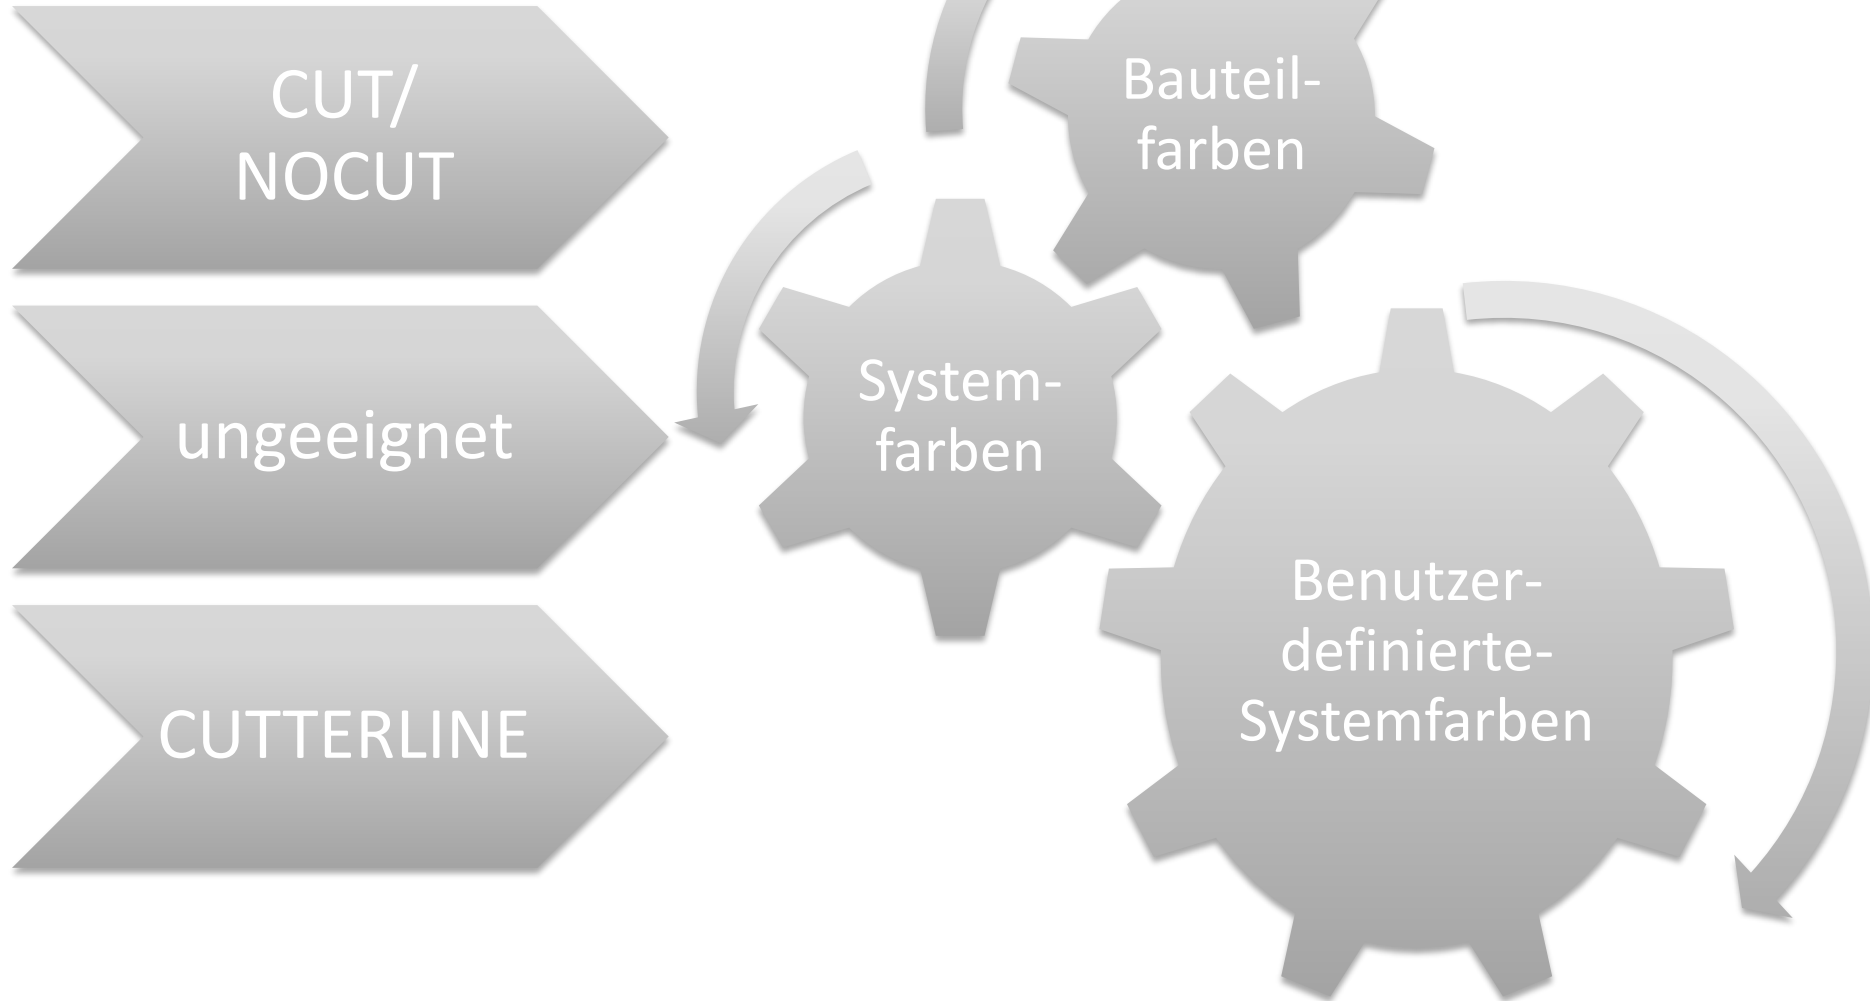 CUT/
NOCUT
ungeeignet
CUTTERLINE
Bauteil-
farben
System-
farben
Benutzer-
definierte-
Systemfarben